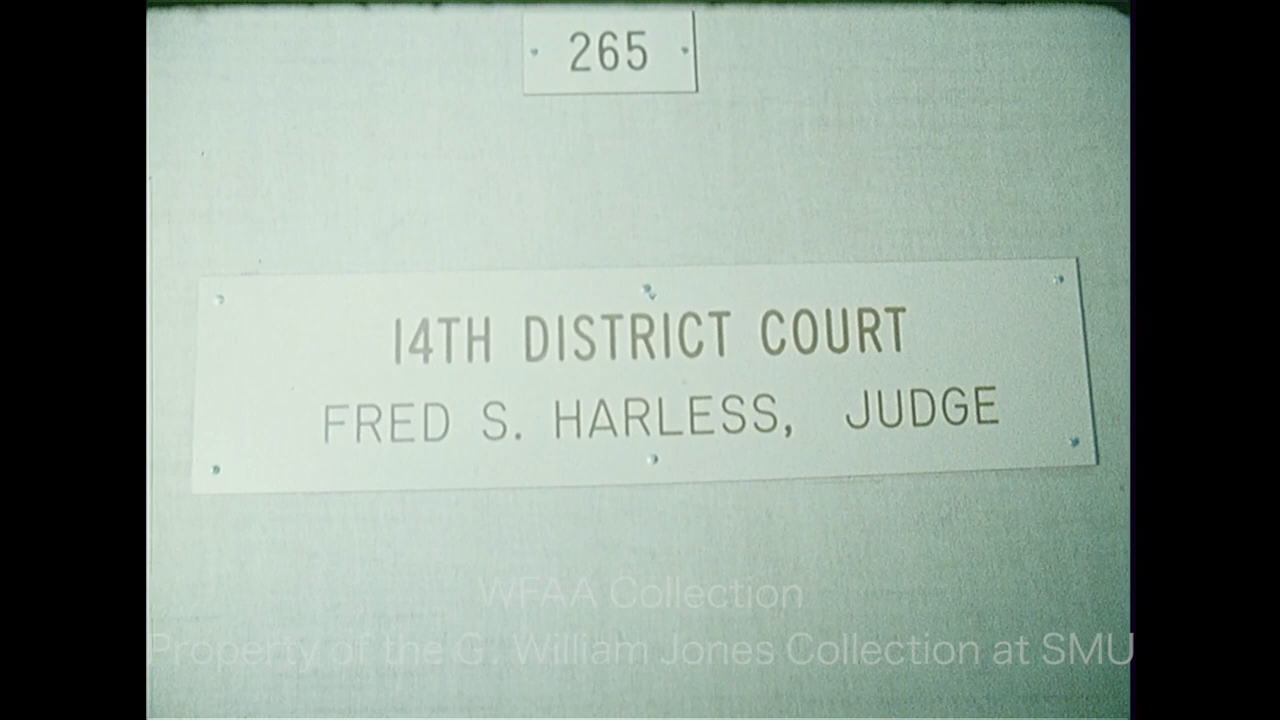 265
14TH DISTRICT COURT
FRED S. HARLESS, JUDGE
WFAA Collection
Property of the G. William Jones Collection at SMU